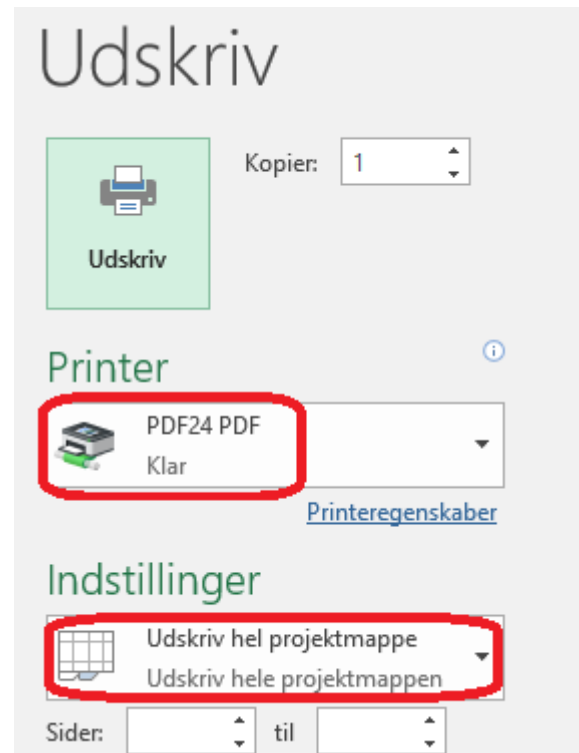 Udskriv
Kopier: 1
Udskriv
Printer
PDF24 PDF
Klar
Printeregenskaber
Indstillinger
Udskriv hel projektmappe
Udskriv hele projektmappen
Sider: til